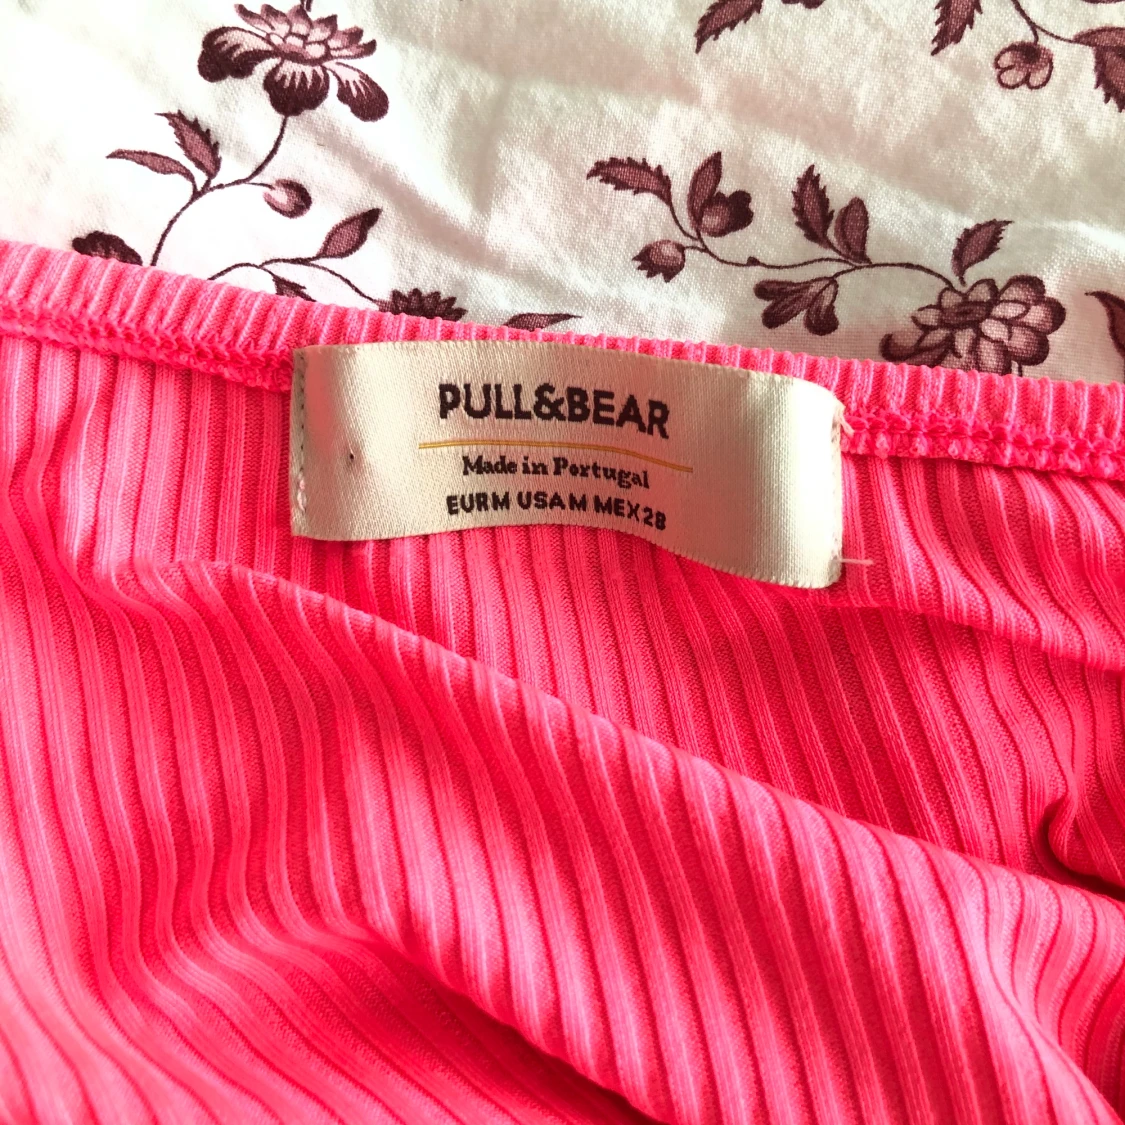 PULL&BEAR
Made in Portugal
EUR M USA M MEX 28